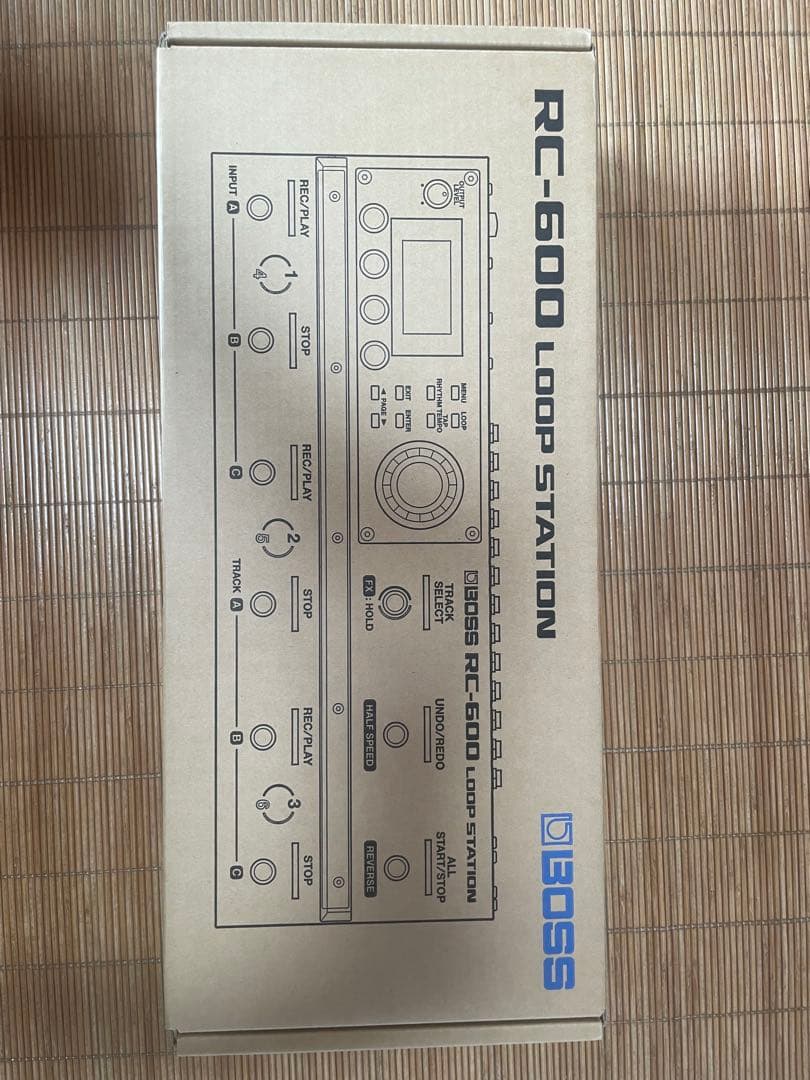 RC-600 LOOP STATION
BOSS
OUTPUT
LEVEL
MENU LOOP
RHYTHM TAP
TEMPO
EXIT ENTER
◀ PAGE ▶
BOSS RC-600 LOOP STATION
TRACK
SELECT
FX : HOLD
UNDO/REDO
HALF SPEED
ALL
START/STOP
REVERSE
REC/PLAY
1
4
STOP
REC/PLAY
2
5
STOP
REC/PLAY
3
6
STOP
INPUT A B C TRACK A B C